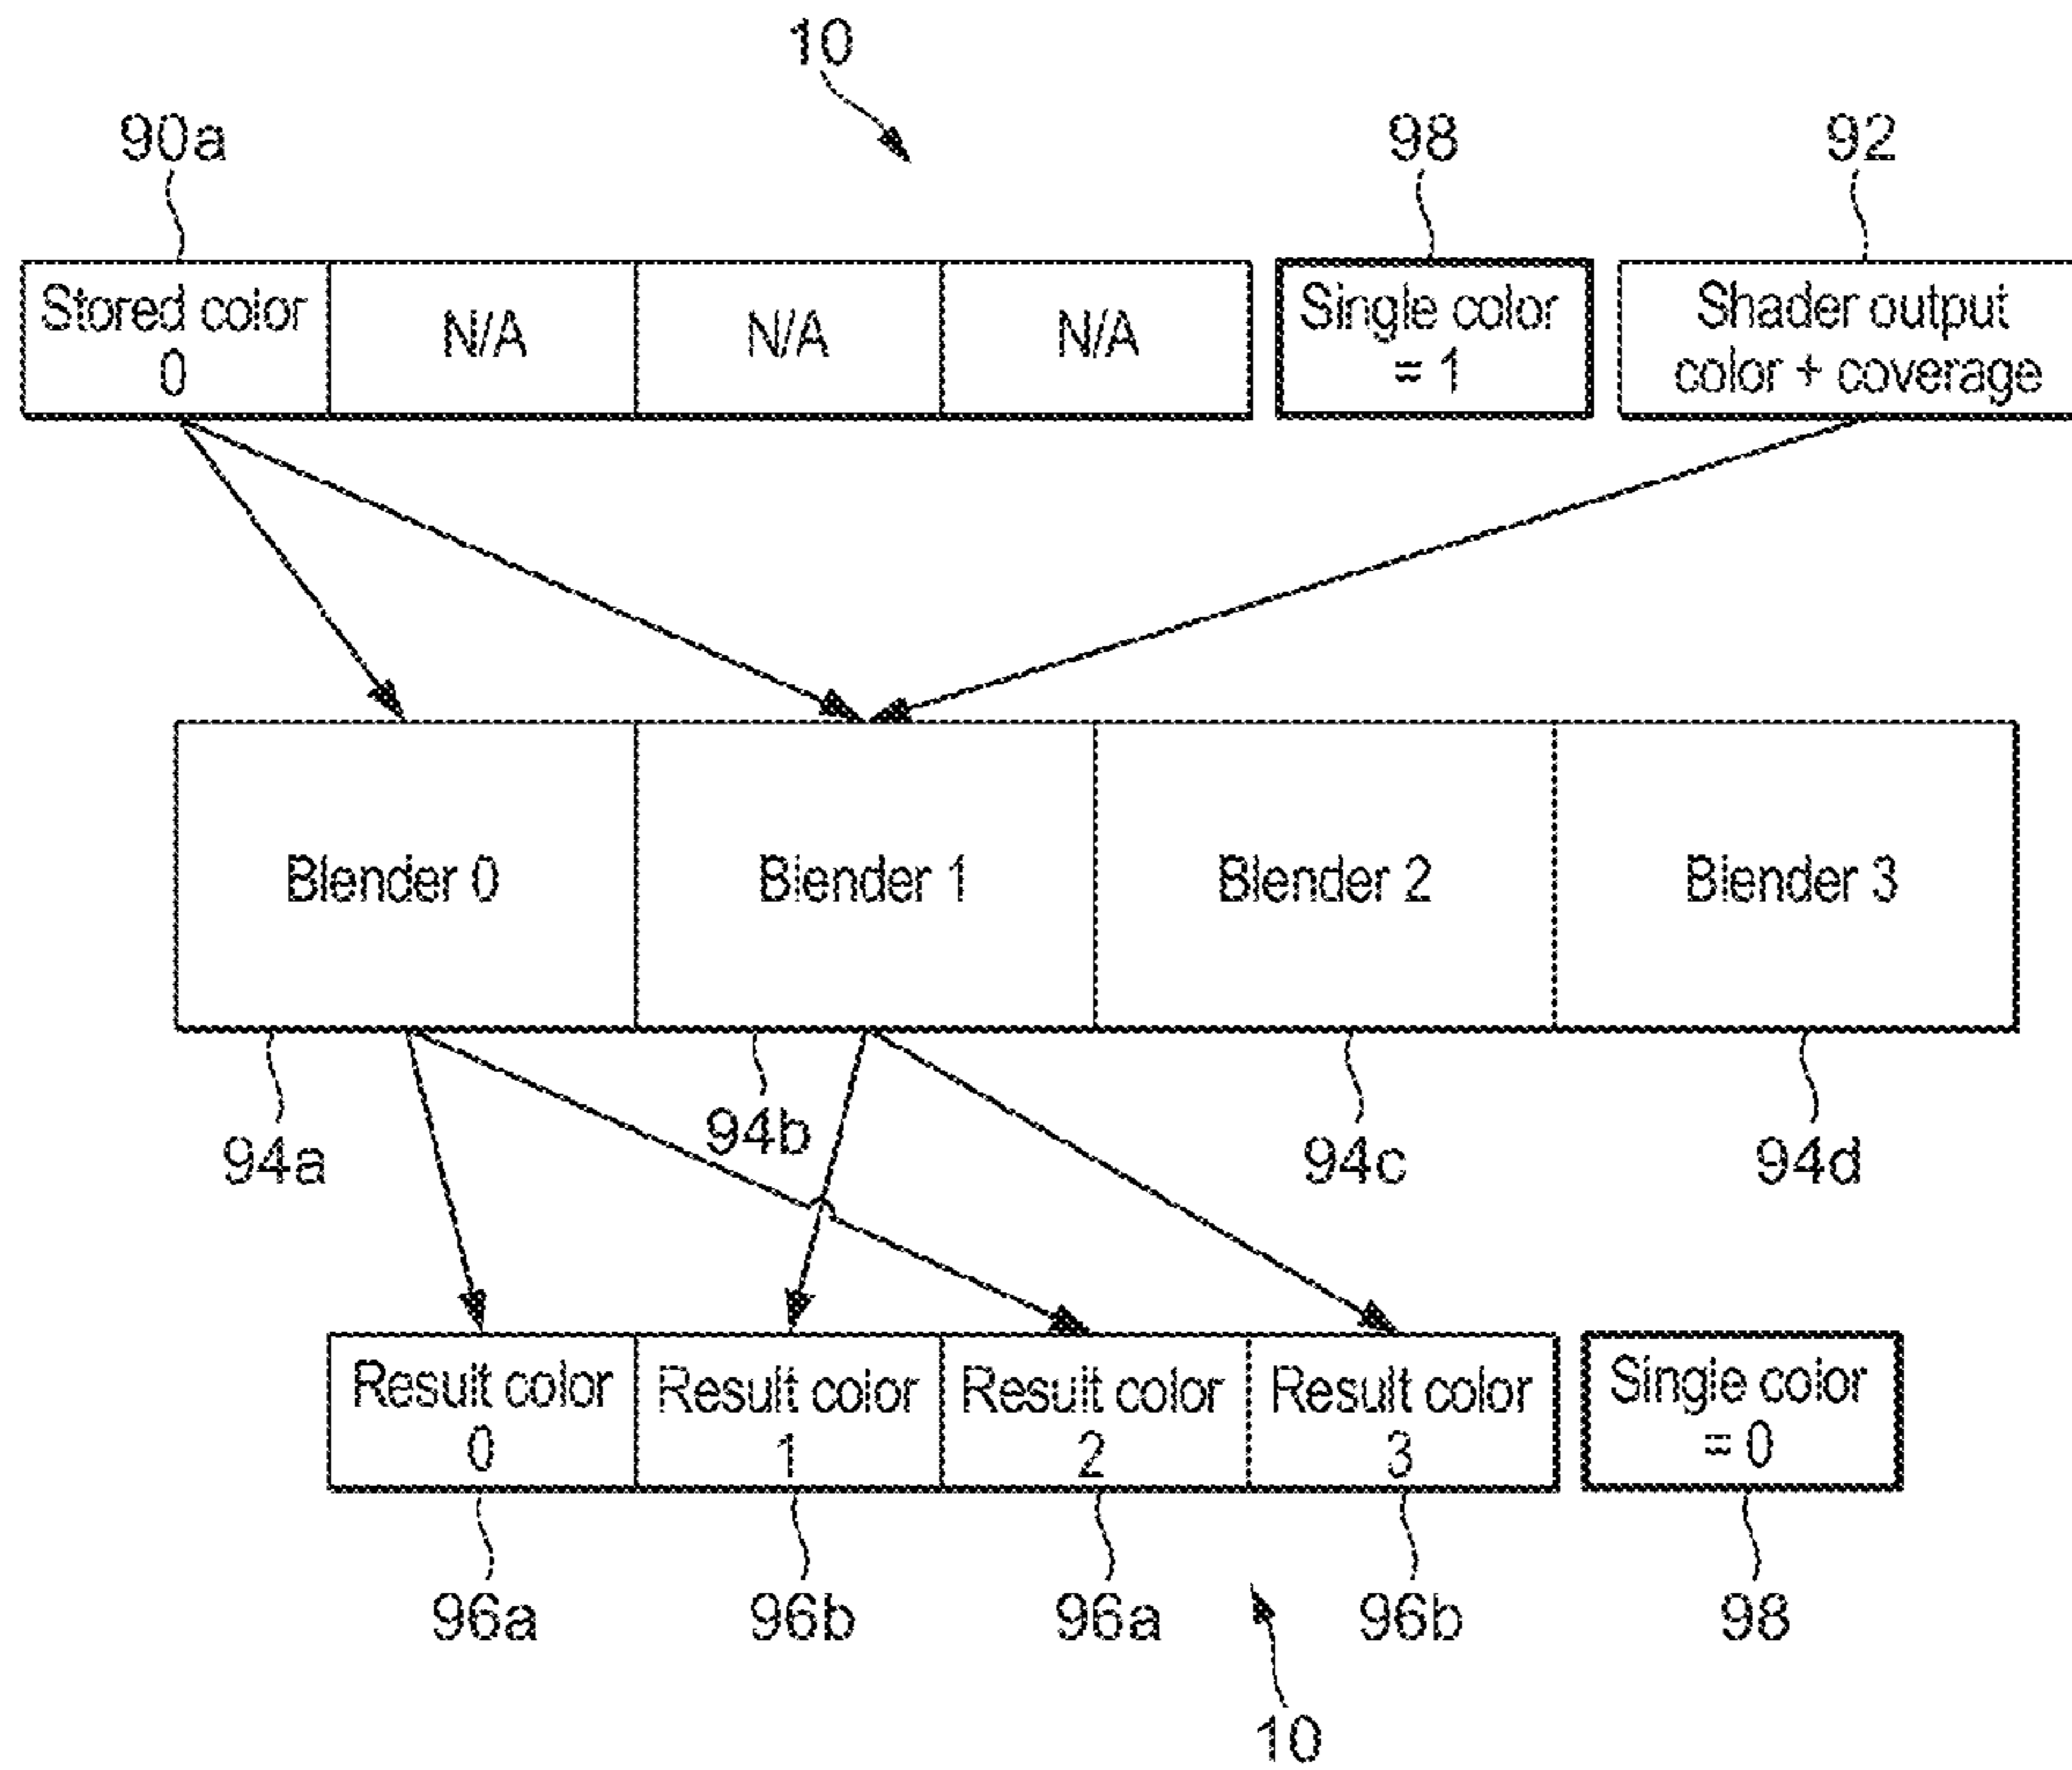 10
90a
98
92
Stored color
0
N/A
N/A
N/A
Single color
= 1
Shader output
color + coverage
Blender 0
Blender 1
Blender 2
Blender 3
94a
94b
94c
94d
Result color
0
Result color
1
Result color
2
Result color
3
Single color
= 0
96a
96b
96a
96b
98
10